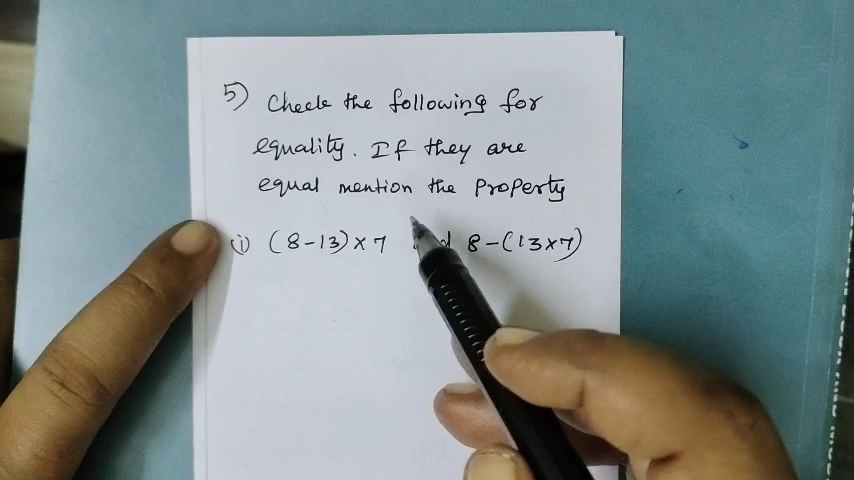 5) Check the following for
equality. If they are
equal mention the Property
(i) (8-13)×7 8-(13×7)